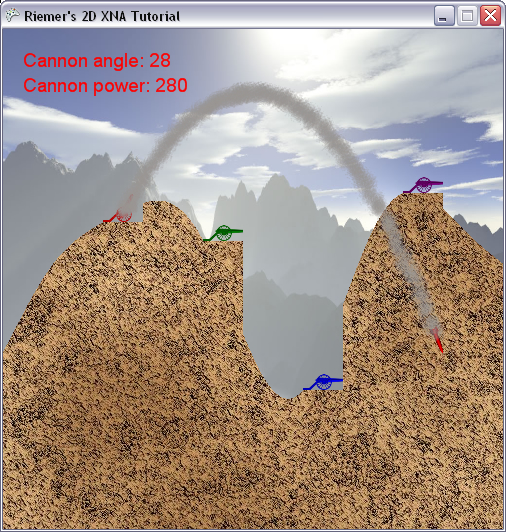 Riemer's 2D XNA Tutorial
Cannon angle: 28
Cannon power: 280